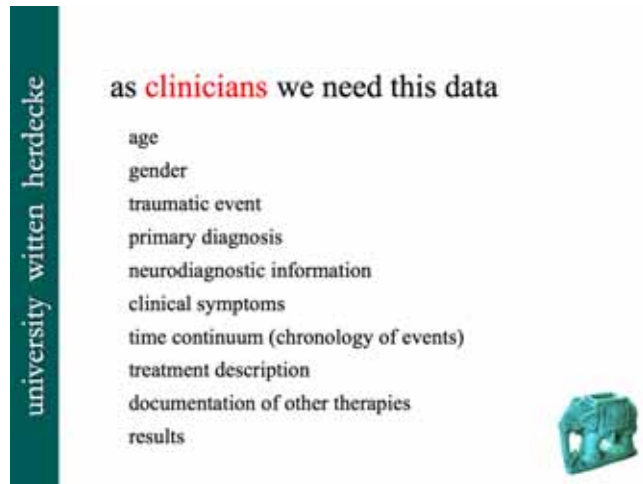 university witten herdecke
as clinicians we need this data
age
gender
traumatic event
primary diagnosis
neurodiagnostic information
clinical symptoms
time continuum (chronology of events)
treatment description
documentation of other therapies
results